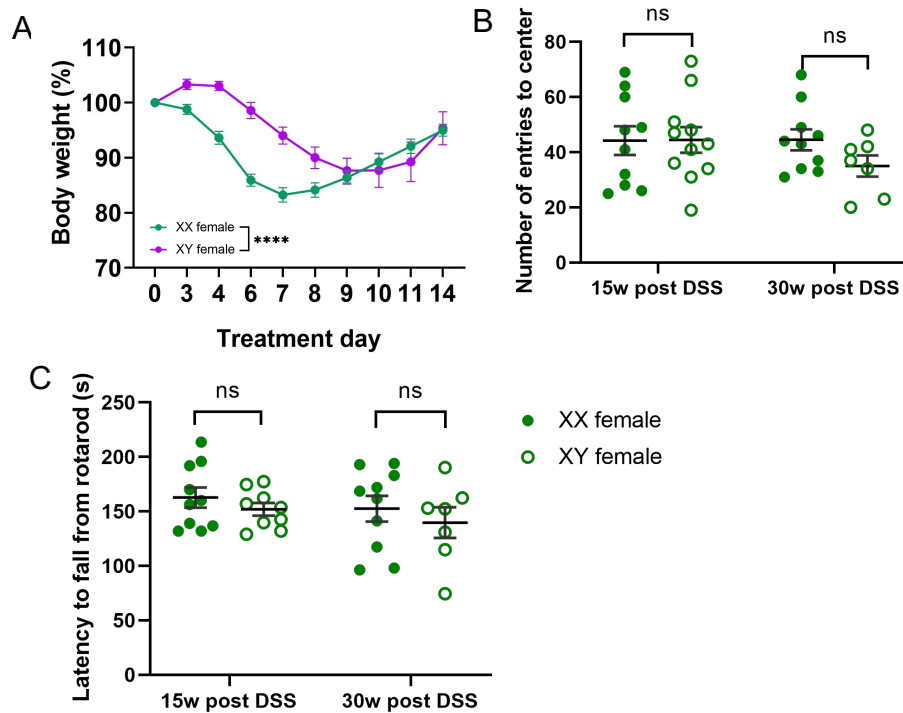 A
Body weight (%)
110
100
90
80
70
XX female
XY female
****
0 3 4 6 7 8 9 10 11 14
Treatment day
B
Number of entries to center
80
60
40
20
0
ns
ns
15w post DSS
30w post DSS
C
Latency to fall from rotarod (s)
250
200
150
100
50
0
ns
ns
15w post DSS
30w post DSS
XX female
XY female